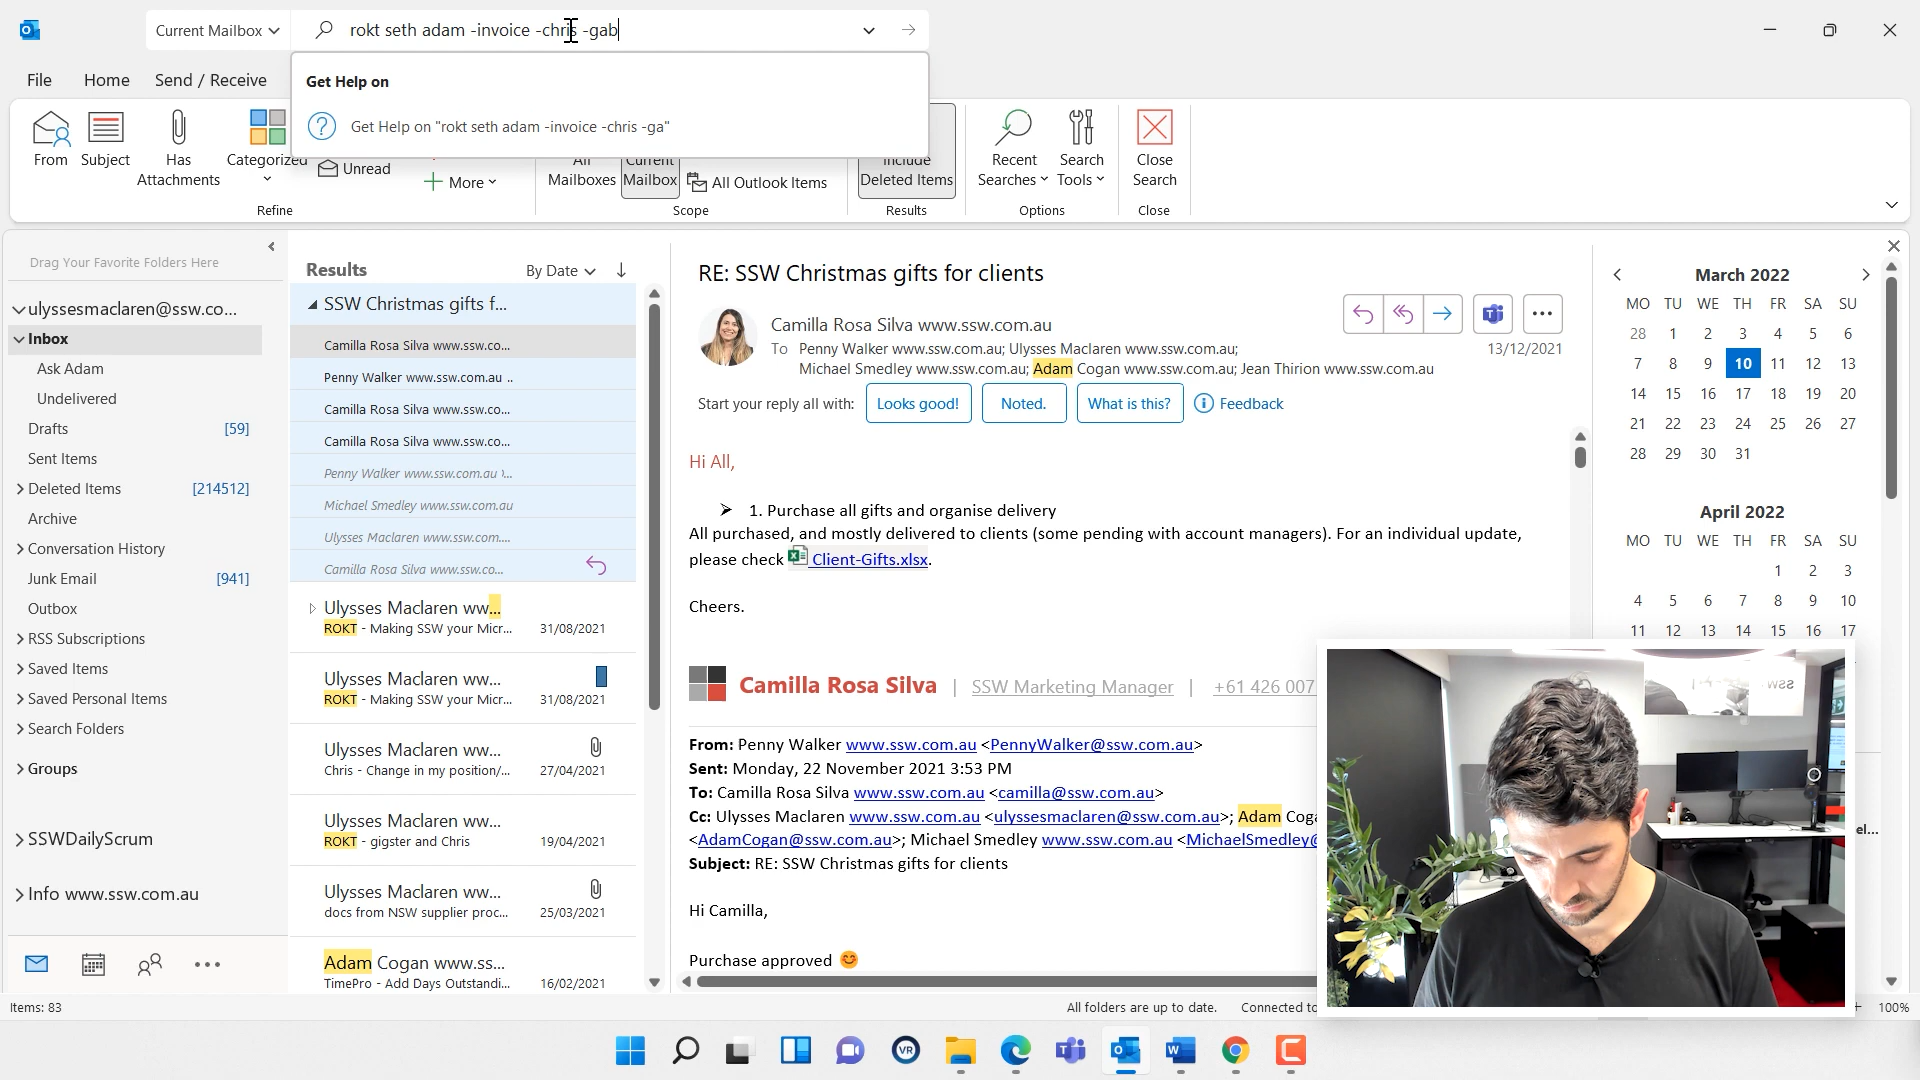 Current Mailbox
rokt seth adam -invoice -chris -gab
Get Help on
Get Help on "rokt seth adam -invoice -chris -ga"
File
Home
Send / Receive
From
Subject
Has
Attachments
Categorized
Unread
More
Refine
All
Mailboxes
Current
Mailbox
All Outlook Items
Scope
Include
Deleted Items
Results
Recent
Searches
Search
Tools
Options
Close
Search
Close
Drag Your Favorite Folders Here
ulyssesmaclaren@ssw.co...
Inbox
Ask Adam
Undelivered
Drafts [59]
Sent Items
Deleted Items [214512]
Archive
Conversation History
Junk Email [941]
Outbox
RSS Subscriptions
Saved Items
Saved Personal Items
Search Folders
Groups
SSWDailyScrum
Info www.ssw.com.au
Results
By Date
SSW Christmas gifts f...
Camilla Rosa Silva www.ssw.co...
Penny Walker www.ssw.com.au ..
Camilla Rosa Silva www.ssw.co...
Camilla Rosa Silva www.ssw.co...
Penny Walker www.ssw.com.au \...
Michael Smedley www.ssw.com.au
Ulysses Maclaren www.ssw.com....
Camilla Rosa Silva www.ssw.co...
Ulysses Maclaren ww...
ROKT - Making SSW your Micr... 31/08/2021
Ulysses Maclaren ww...
ROKT - Making SSW your Micr... 31/08/2021
Ulysses Maclaren ww...
Chris - Change in my position/... 27/04/2021
Ulysses Maclaren ww...
ROKT - gigster and Chris 19/04/2021
Ulysses Maclaren ww...
docs from NSW supplier proc... 25/03/2021
Adam Cogan www.ss...
TimePro - Add Days Outstandi... 16/02/2021
RE: SSW Christmas gifts for clients
Camilla Rosa Silva www.ssw.com.au
To Penny Walker www.ssw.com.au; Ulysses Maclaren www.ssw.com.au;
Michael Smedley www.ssw.com.au; Adam Cogan www.ssw.com.au; Jean Thirion www.ssw.com.au
13/12/2021
Start your reply all with: Looks good! Noted. What is this? Feedback
Hi All,
1. Purchase all gifts and organise delivery
All purchased, and mostly delivered to clients (some pending with account managers). For an individual update,
please check Client-Gifts.xlsx.
Cheers.
Camilla Rosa Silva | SSW Marketing Manager | +61 426 007
From: Penny Walker www.ssw.com.au <PennyWalker@ssw.com.au>
Sent: Monday, 22 November 2021 3:53 PM
To: Camilla Rosa Silva www.ssw.com.au <camilla@ssw.com.au>
Cc: Ulysses Maclaren www.ssw.com.au <ulyssesmaclaren@ssw.com.au>; Adam Coga
<AdamCogan@ssw.com.au>; Michael Smedley www.ssw.com.au <MichaelSmedley@
Subject: RE: SSW Christmas gifts for clients
Hi Camilla,
Purchase approved
March 2022
MO TU WE TH FR SA SU
28 1 2 3 4 5 6
7 8 9 10 11 12 13
14 15 16 17 18 19 20
21 22 23 24 25 26 27
28 29 30 31
April 2022
MO TU WE TH FR SA SU
1 2 3
4 5 6 7 8 9 10
11 12 13 14 15 16 17
el...
Items: 83
All folders are up to date.
Connected to
100%
VR